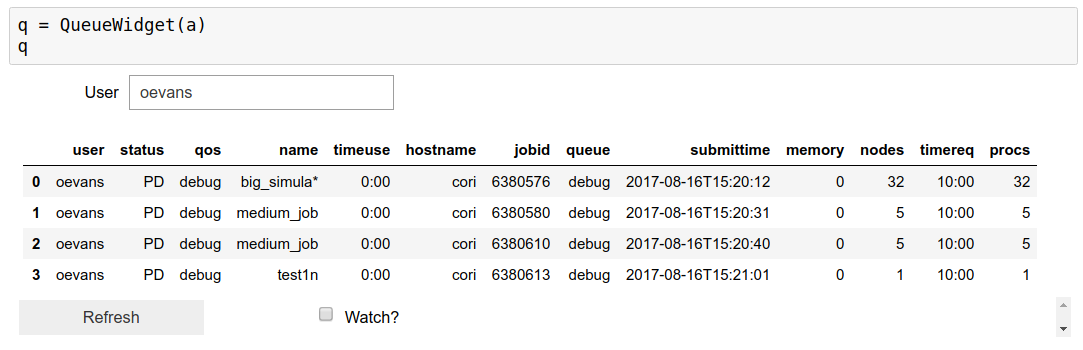 q = QueueWidget(a)
q
User oevans
user status qos name timeuse hostname jobid queue submittime memory nodes timereq procs
0 oevans PD debug big_simula* 0:00 cori 6380576 debug 2017-08-16T15:20:12 0 32 10:00 32
1 oevans PD debug medium_job 0:00 cori 6380580 debug 2017-08-16T15:20:31 0 5 10:00 5
2 oevans PD debug medium_job 0:00 cori 6380610 debug 2017-08-16T15:20:40 0 5 10:00 5
3 oevans PD debug test1n 0:00 cori 6380613 debug 2017-08-16T15:21:01 0 1 10:00 1
Refresh Watch?